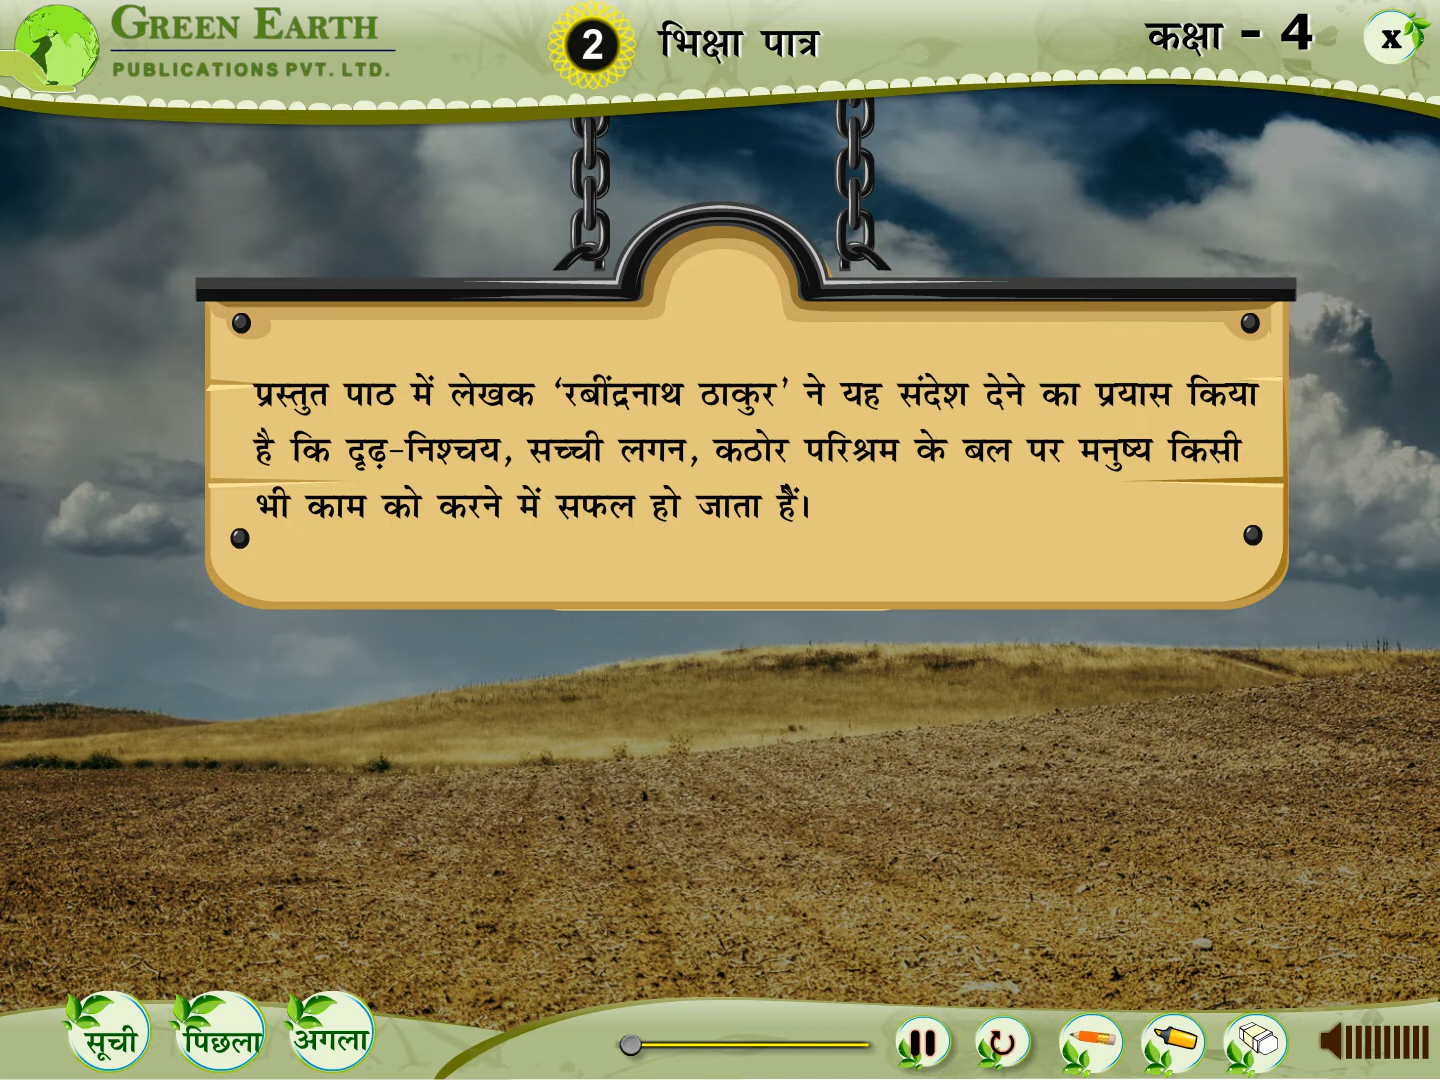 GREEN EARTH
PUBLICATIONS PVT. LTD.
2 भिक्षा पात्र
कक्षा - 4
x
प्रस्तुत पाठ में लेखक ‘रबींद्रनाथ ठाकुर’ ने यह संदेश देने का प्रयास किया
है कि दृढ़-निश्चय, सच्ची लगन, कठोर परिश्रम के बल पर मनुष्य किसी
भी काम को करने में सफल हो जाता हैं।
सूची पिछला अगला